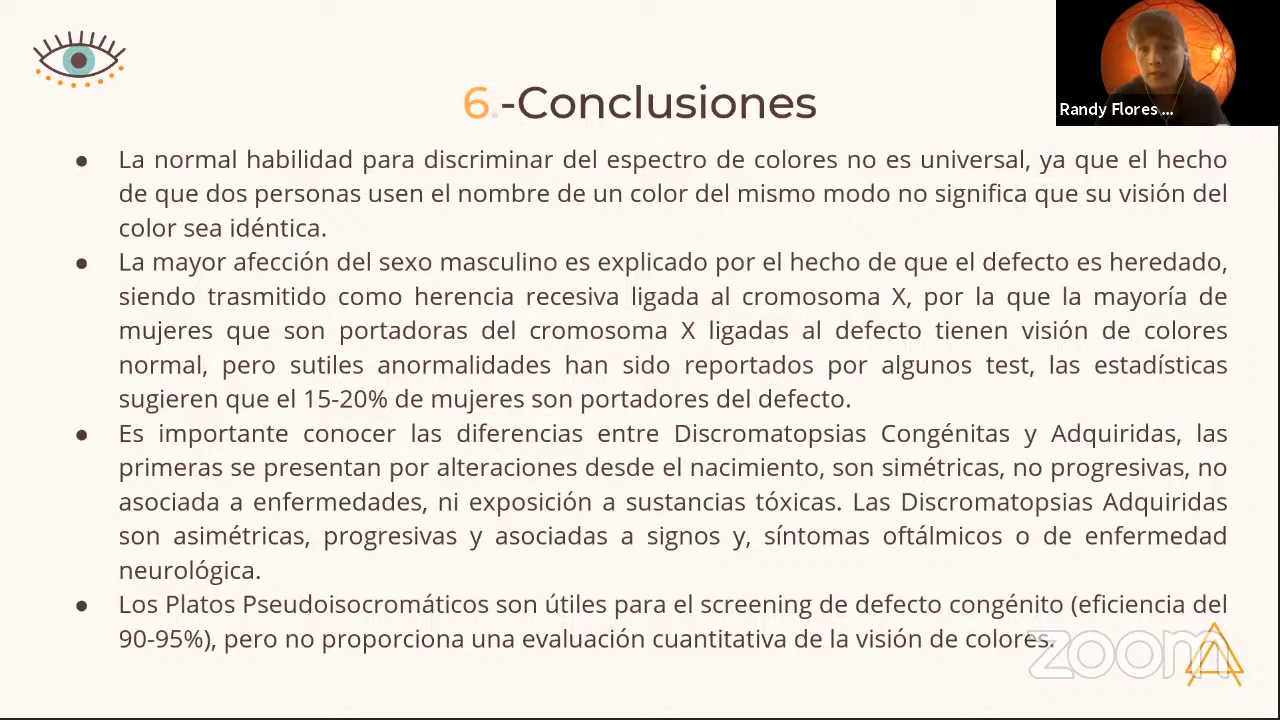 6.-Conclusiones
Randy Flores ...
● La normal habilidad para discriminar del espectro de colores no es universal, ya que el hecho
de que dos personas usen el nombre de un color del mismo modo no significa que su visión del
color sea idéntica.
● La mayor afección del sexo masculino es explicado por el hecho de que el defecto es heredado,
siendo trasmitido como herencia recesiva ligada al cromosoma X, por la que la mayoría de
mujeres que son portadoras del cromosoma X ligadas al defecto tienen visión de colores
normal, pero sutiles anormalidades han sido reportados por algunos test, las estadísticas
sugieren que el 15-20% de mujeres son portadores del defecto.
● Es importante conocer las diferencias entre Discromatopsias Congénitas y Adquiridas, las
primeras se presentan por alteraciones desde el nacimiento, son simétricas, no progresivas, no
asociada a enfermedades, ni exposición a sustancias tóxicas. Las Discromatopsias Adquiridas
son asimétricas, progresivas y asociadas a signos y, síntomas oftálmicos o de enfermedad
neurológica.
● Los Platos Pseudoisocromáticos son útiles para el screening de defecto congénito (eficiencia del
90-95%), pero no proporciona una evaluación cuantitativa de la visión de colores.
zoom